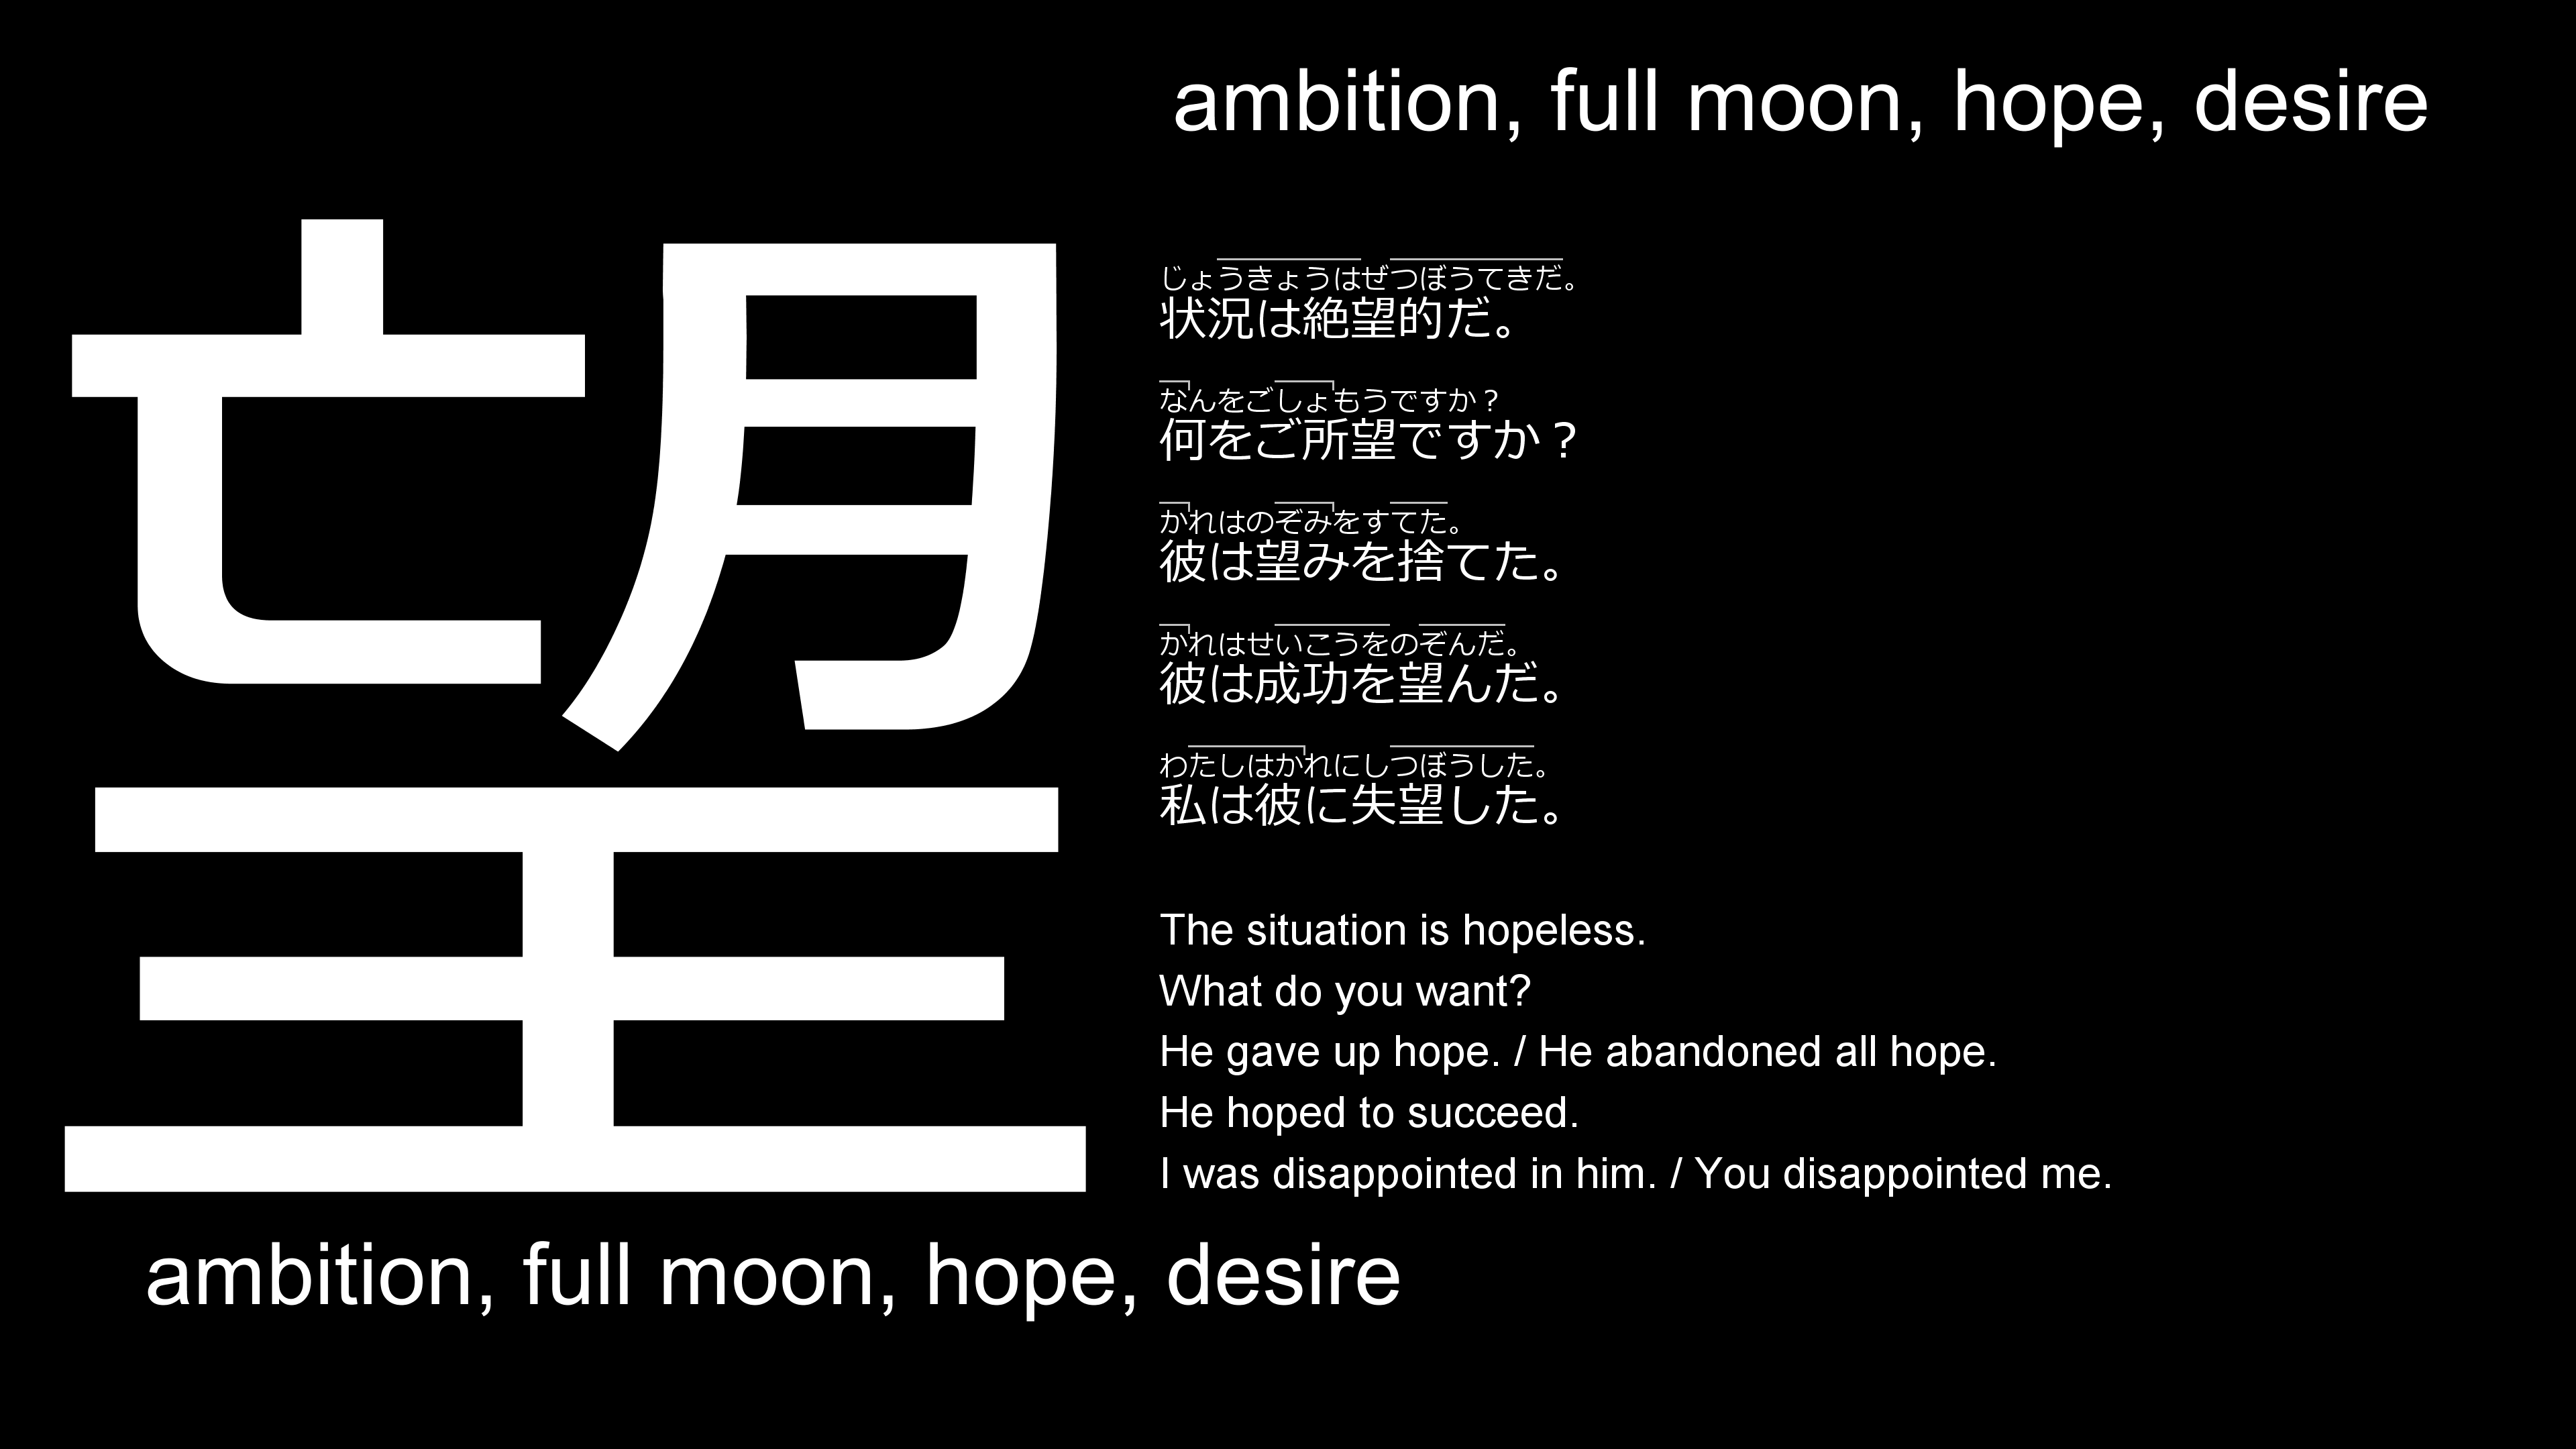 ambition, full moon, hope, desire
望
じょうきょうはぜつぼうてきだ。
状況は絶望的だ。
なんをごしょもうですか？
何をご所望ですか？
かれはのぞみをすてた。
彼は望みを捨てた。
かれはせいこうをのぞんだ。
彼は成功を望んだ。
わたしはかれにしつぼうした。
私は彼に失望した。
The situation is hopeless.
What do you want?
He gave up hope. / He abandoned all hope.
He hoped to succeed.
I was disappointed in him. / You disappointed me.
ambition, full moon, hope, desire